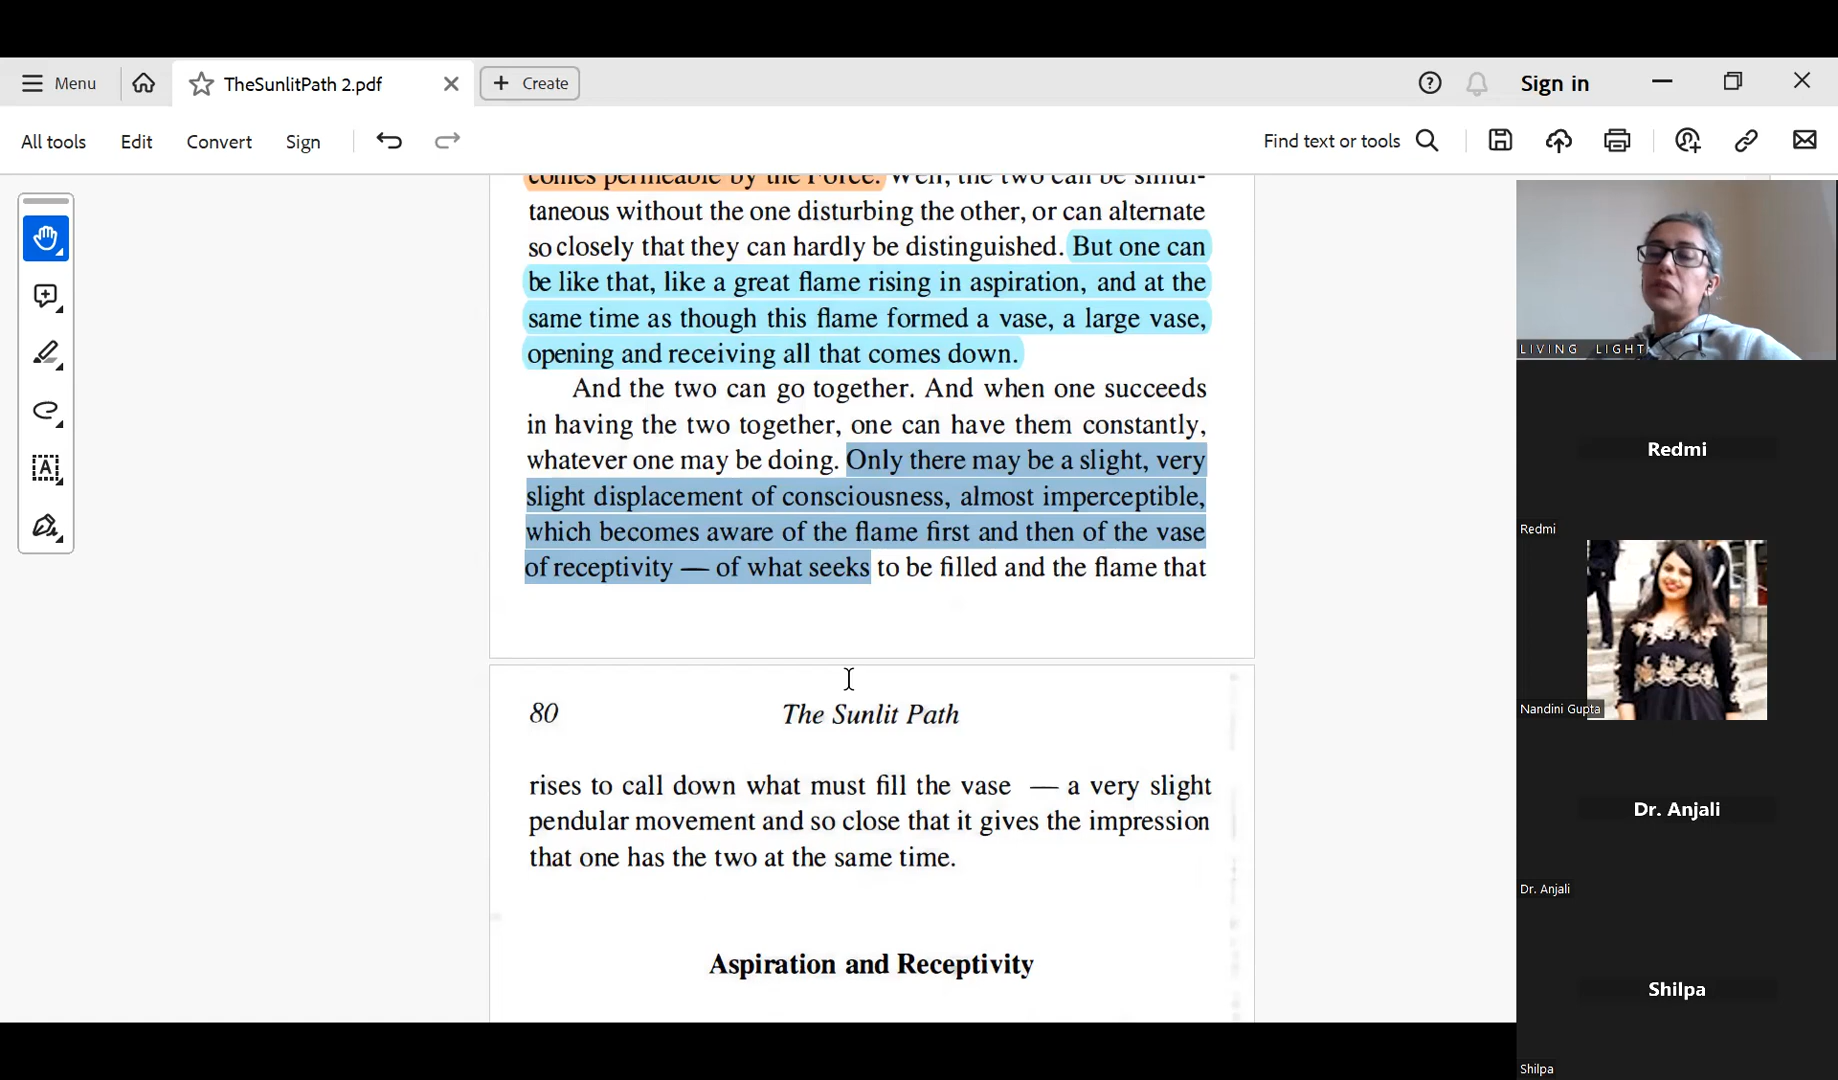 Menu
TheSunlitPath 2.pdf
Create
Sign in
All tools
Edit
Convert
Sign
Find text or tools
comes permeable by the Force. Well, the two can be simul-
taneous without the one disturbing the other, or can alternate
so closely that they can hardly be distinguished. But one can
be like that, like a great flame rising in aspiration, and at the
same time as though this flame formed a vase, a large vase,
opening and receiving all that comes down.
And the two can go together. And when one succeeds
in having the two together, one can have them constantly,
whatever one may be doing. Only there may be a slight, very
slight displacement of consciousness, almost imperceptible,
which becomes aware of the flame first and then of the vase
of receptivity — of what seeks to be filled and the flame that
80
The Sunlit Path
rises to call down what must fill the vase — a very slight
pendular movement and so close that it gives the impression
that one has the two at the same time.
Aspiration and Receptivity
LIVING LIGHT
Redmi
Redmi
Nandini Gupta
Dr. Anjali
Dr. Anjali
Shilpa
Shilpa